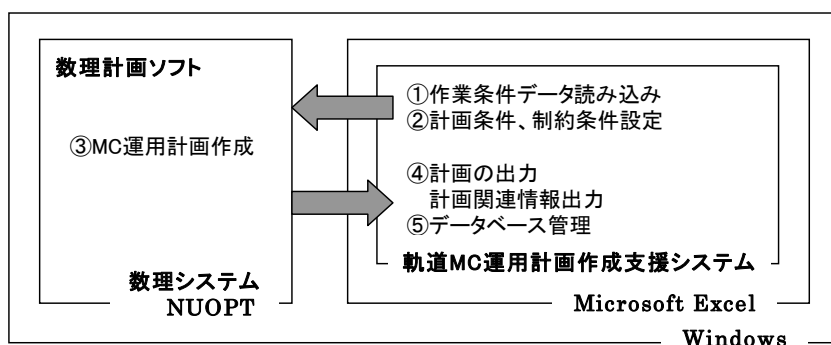 数理計画ソフト
③MC運用計画作成
数理システム
NUOPT
①作業条件データ読み込み
②計画条件、制約条件設定
④計画の出力
計画関連情報出力
⑤データベース管理
軌道MC運用計画作成支援システム
Microsoft Excel
Windows